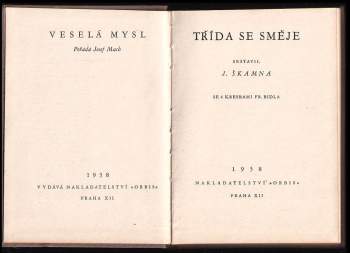 VESELÁ MYSL
Pořádá Josef Mach
1938
VYDÁVÁ NAKLADATELSTVÍ »ORBIS«
PRAHA XII
TŘÍDA SE SMĚJE
SESTAVIL
J. ŠKAMNA
SE 6 KRESBAMI FR. BIDLA
1938
NAKLADATELSTVÍ »ORBIS«
PRAHA XII